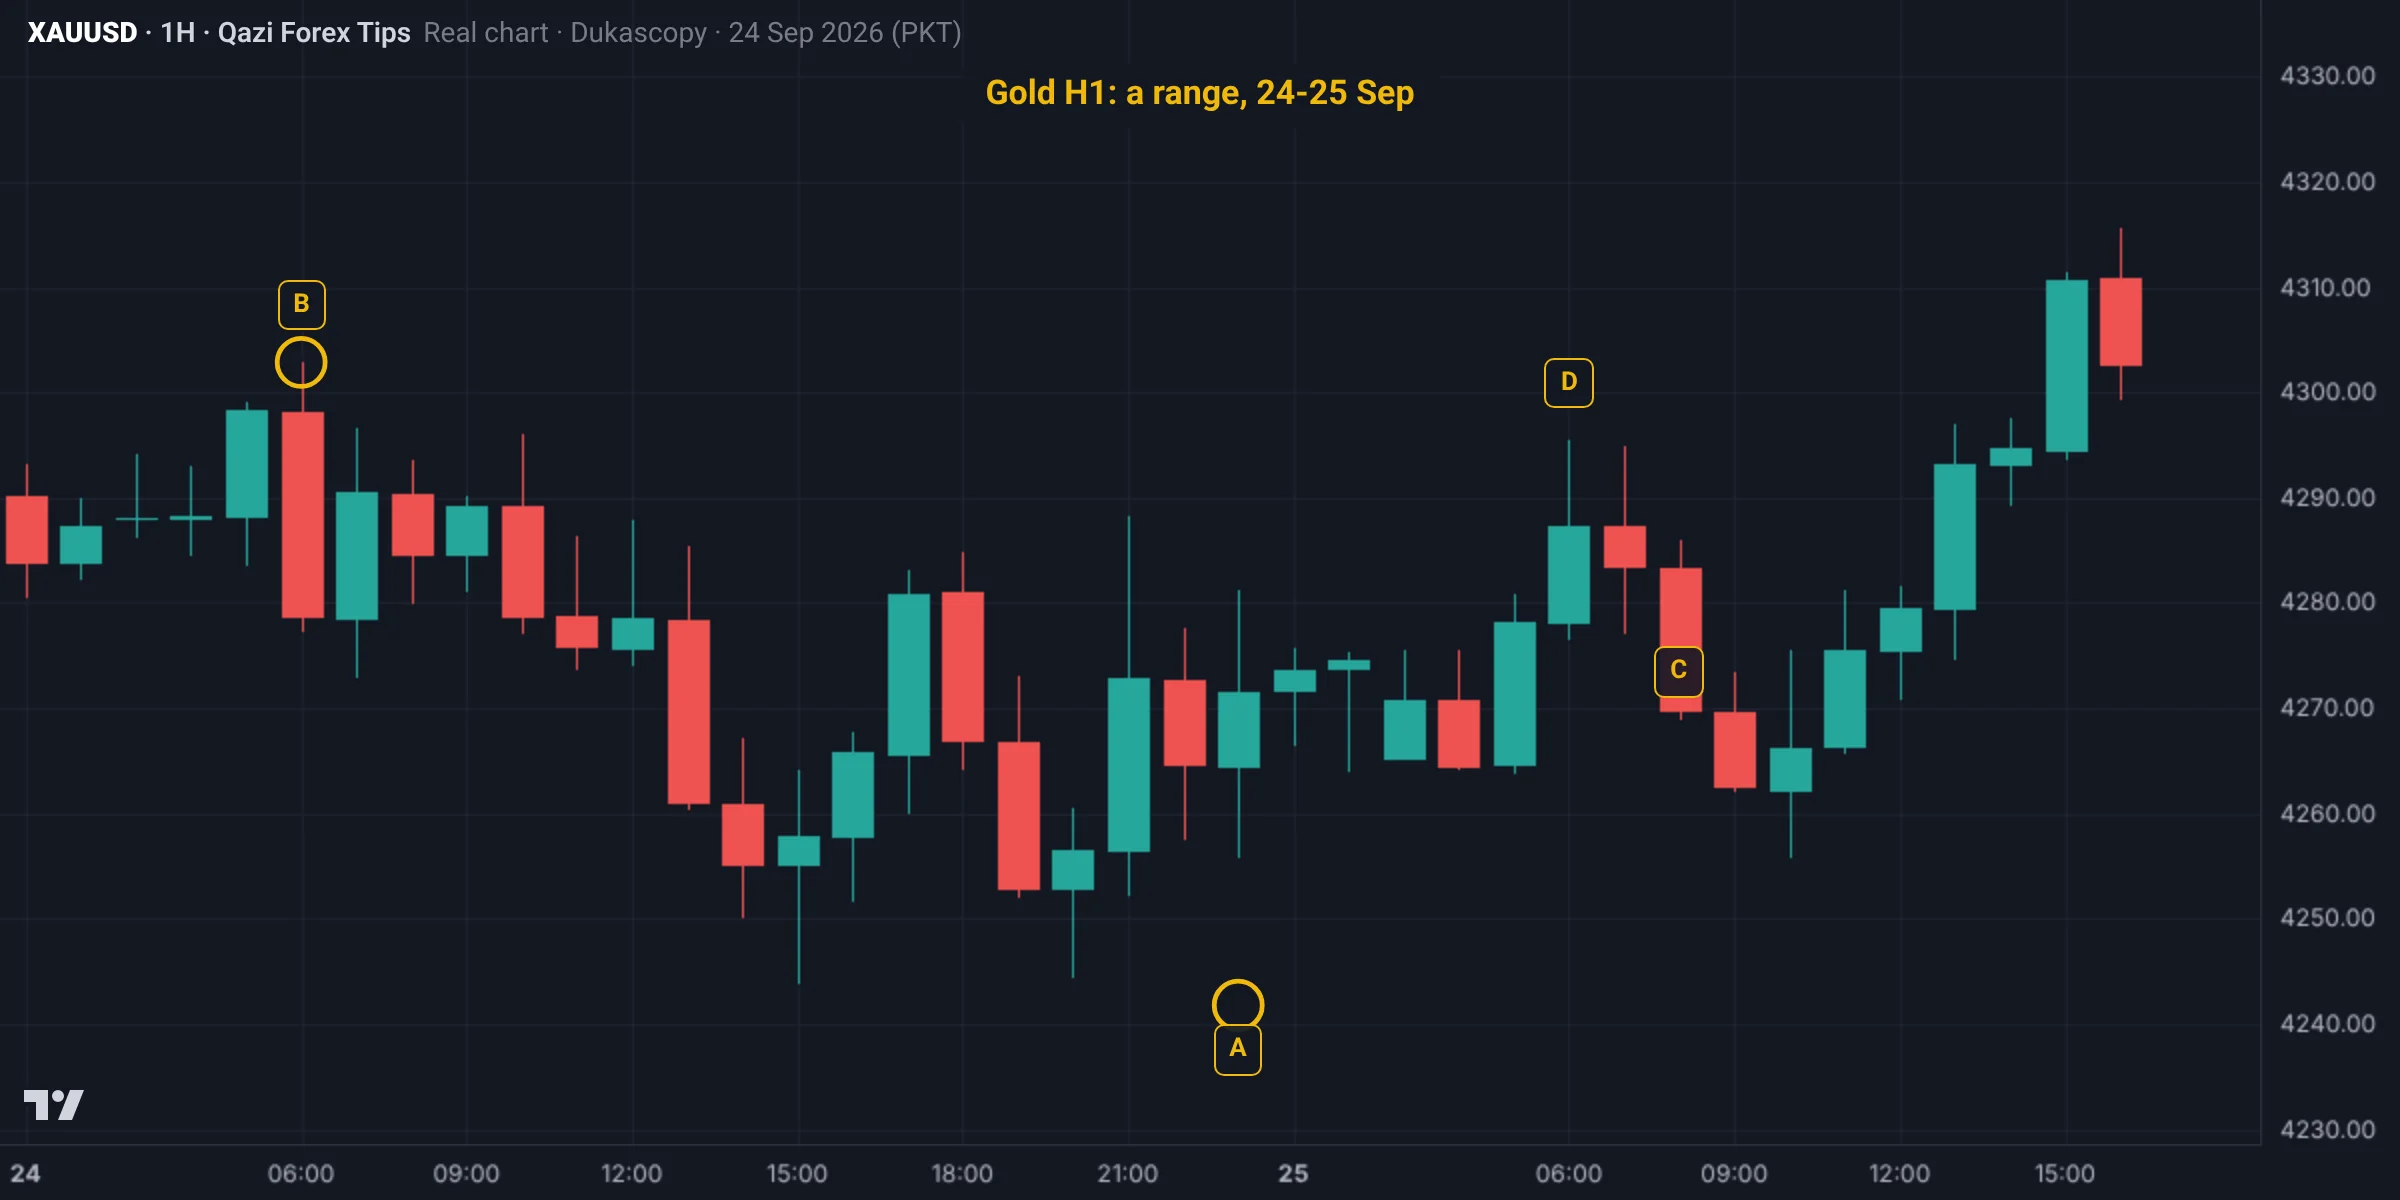 XAUUSD · 1H · Qazi Forex Tips Real chart · Dukascopy · 24 Sep 2026 (PKT)
Gold H1: a range, 24-25 Sep
4330.00
4320.00
B
4310.00
D
4300.00
4290.00
4280.00
C
4270.00
4260.00
4250.00
4240.00
A
4230.00
24 06:00 09:00 12:00 15:00 18:00 21:00 25 06:00 09:00 12:00 15:00